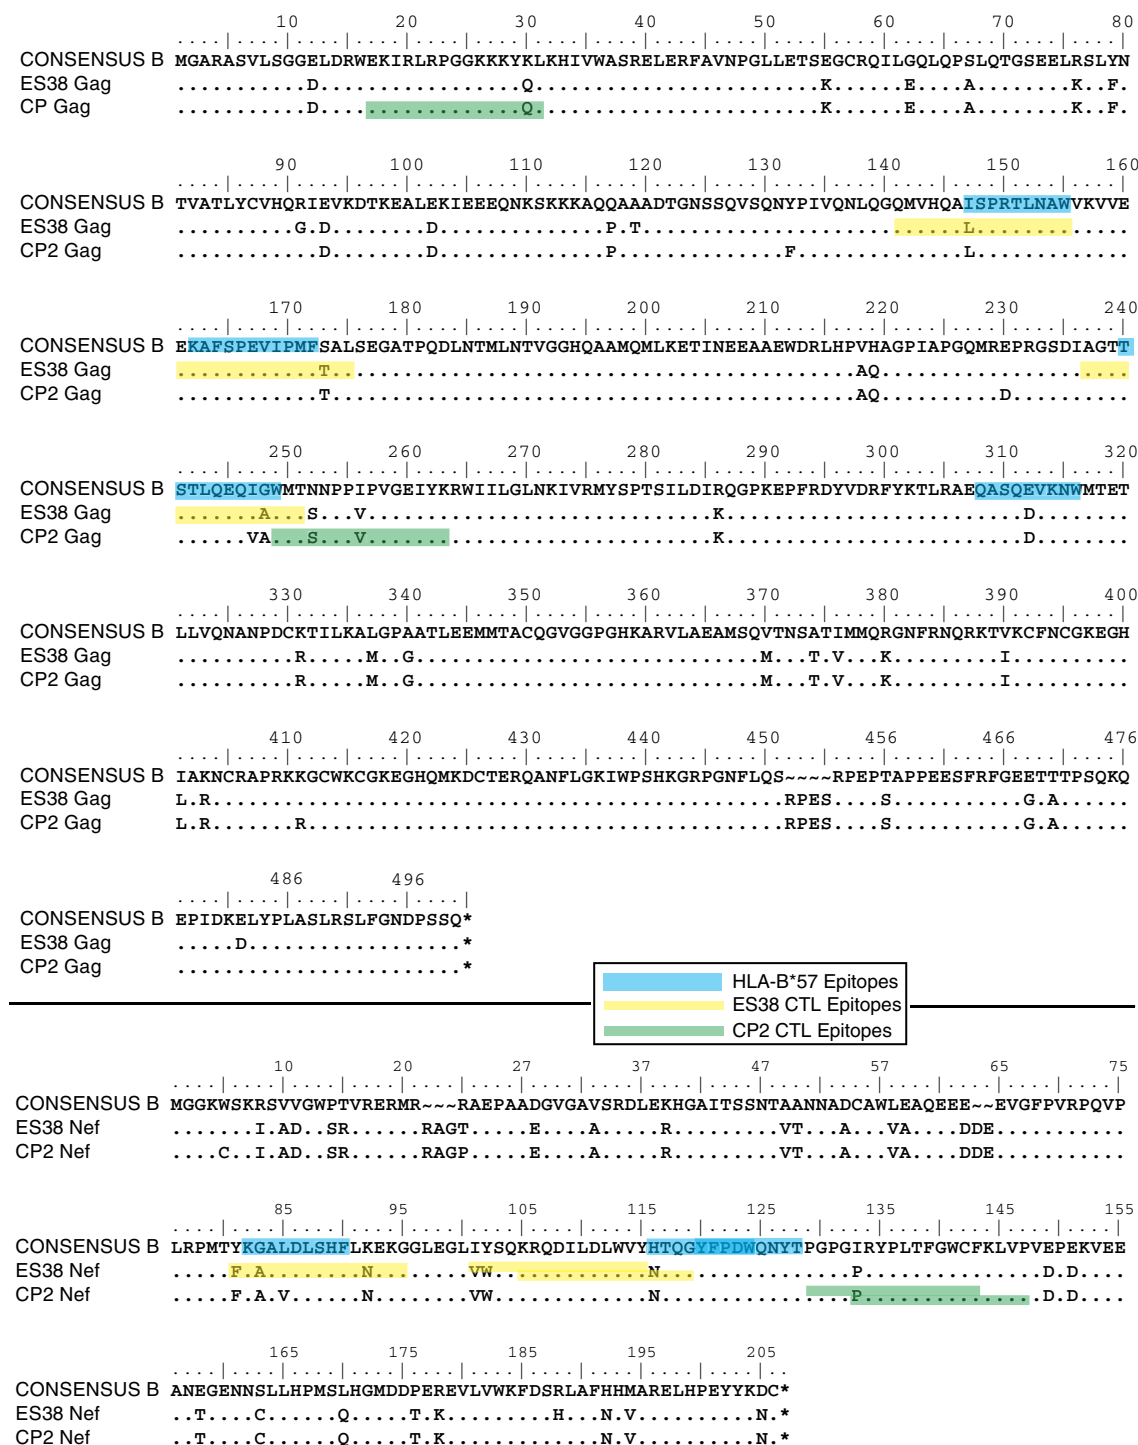 10 20 30 40 50 60 70 80
....|....|....|....|....|....|....|....|....|....|....|....|....|....|....|....|
CONSENSUS B MGARASVLSGGELDRWEKIRLRPGGKKKYKLKHIVWASRELERFAVNPGLLETSEGCRQILGQLQPSLQTGSEELRSLYN
ES38 Gag ...........D.................Q........................K......E....A........K..F.
CP Gag ...........D.................Q........................K......E....A........K..F.
90 100 110 120 130 140 150 160
....|....|....|....|....|....|....|....|....|....|....|....|....|....|....|....|
CONSENSUS B TVATLYCVHQRIEVKDTKEALEKIEEEQNKSKKKAQQAAADTGNSSQVSQNYPIVQNLQGQMVHQAISPRTLNAWVKVVE
ES38 Gag ..........G.D........D..............P.A...........................L.............
CP2 Gag ............D........D..............P..............F..............L.............
170 180 190 200 210 220 230 240
....|....|....|....|....|....|....|....|....|....|....|....|....|....|....|....|
CONSENSUS B EKAFSPEVIPMFSALSEGATPQDLNTMLNTVGGHQAAMQMLKETINEEAAEWDRLHPVHAGPIAPGQMREPRGSDIAGTT
ES38 Gag ............T............................................AQ.....................
CP2 Gag ............T............................................AQ..........D..........
250 260 270 280 290 300 310 320
....|....|....|....|....|....|....|....|....|....|....|....|....|....|....|....|
CONSENSUS B STLQEQIGWMTNNPPIPVGEIYKRWIILGLNKIVRMYSPTSILDIRQGPKEPFRDYVDRFYKTLRAEQASQEVKNWMTET
ES38 Gag .......A...S...V.............................K.........................D........
CP2 Gag ......VA...S...V.............................K.........................D........
330 340 350 360 370 380 390 400
....|....|....|....|....|....|....|....|....|....|....|....|....|....|....|....|
CONSENSUS B LLVQNANPDCKTILKALGPAATLEEMMTACQGVGGPGHKARVLAEAMSQVTNSATIMMQRGNFRNQRKTVKCFNCGKEGH
ES38 Gag ..........R.....M..G.............................M...T.V...K.........I..........
CP2 Gag ..........R.....M..G.............................M...T.V...K.........I..........
410 420 430 440 450 456 466 476
....|....|....|....|....|....|....|....|....|....|....|....|....|....|....|....|
CONSENSUS B IAKNCRAPRKKGCWKCGKEGHQMKDCTERQANFLGKIWPSHKGRPGNFLQS~~~~RPEPTAPPEESFRFGEETTTPSQKQ
ES38 Gag L.R................................................RPES....S...........G.A......
CP2 Gag L.R.......R........................................RPES....S...........G.A......
486 496
....|....|....|....|....|
CONSENSUS B EPIDKELYPLASLRSLFGNDPSSQ*
ES38 Gag .....D..................*
CP2 Gag ........................*
HLA-B*57 Epitopes
ES38 CTL Epitopes
CP2 CTL Epitopes
10 20 27 37 47 57 65 75
....|....|....|....|....|....|....|....|....|....|....|....|....|....|....|....|
CONSENSUS B MGGKWSKRSVVGWPTVRERMR~~~RAEPAADGVGAVSRDLEKHGAITSSNTAANNADCAWLEAQEEE~~EVGFPVRPQVP
ES38 Nef .......I.AD..SR......RAGT.....E....A.....R.........VT...A...VA....DDE...........
CP2 Nef ....C..I.AD..SR......RAGP.....E....A.....R.........VT...A...VA....DDE...........
85 95 105 115 125 135 145 155
....|....|....|....|....|....|....|....|....|....|....|....|....|....|....|....|
CONSENSUS B LRPMTYKGALDLSHFLKEKGGLEGLIYSQKRQDILDLWVYHTQGYFPDWQNYTPGPGIRYPLTFGWCFKLVPVEPEKVEE
ES38 Nef .....F.A........N........VW.............N................P...............D.D....
CP2 Nef .....F.A.V......N........VW.............N................P...............D.D....
165 175 185 195 205
....|....|....|....|....|....|....|....|....|....|..
CONSENSUS B ANEGENNSLLHPMSLHGMDDPEREVLVWKFDSRLAFHHMARELHPEYYKDC*
ES38 Nef ..T....C......Q.....T.K.........H...N.V..........N.*
CP2 Nef ..T....C......Q.....T.K.............N.V..........N.*